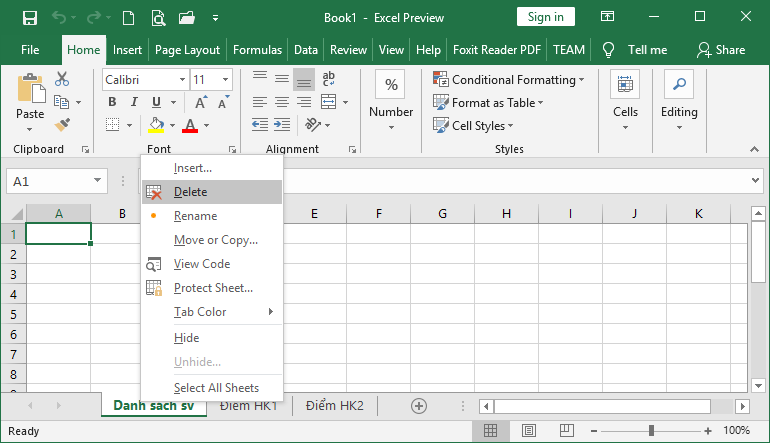 Book1 - Excel Preview
Sign in
File Home Insert Page Layout Formulas Data Review View Help Foxit Reader PDF TEAM Tell me Share
Calibri 11
Paste
B I U
A A
ab
c
%
Number
Conditional Formatting
Format as Table
Cell Styles
Cells
Editing
Clipboard Font Alignment Styles
A1
Insert...
Delete
Rename
Move or Copy...
View Code
Protect Sheet...
Tab Color
Hide
Unhide...
Select All Sheets
A B E F G H I J K
1
2
3
4
5
6
7
8
Danh sách sv Điểm HK1 Điểm HK2
Ready
100%